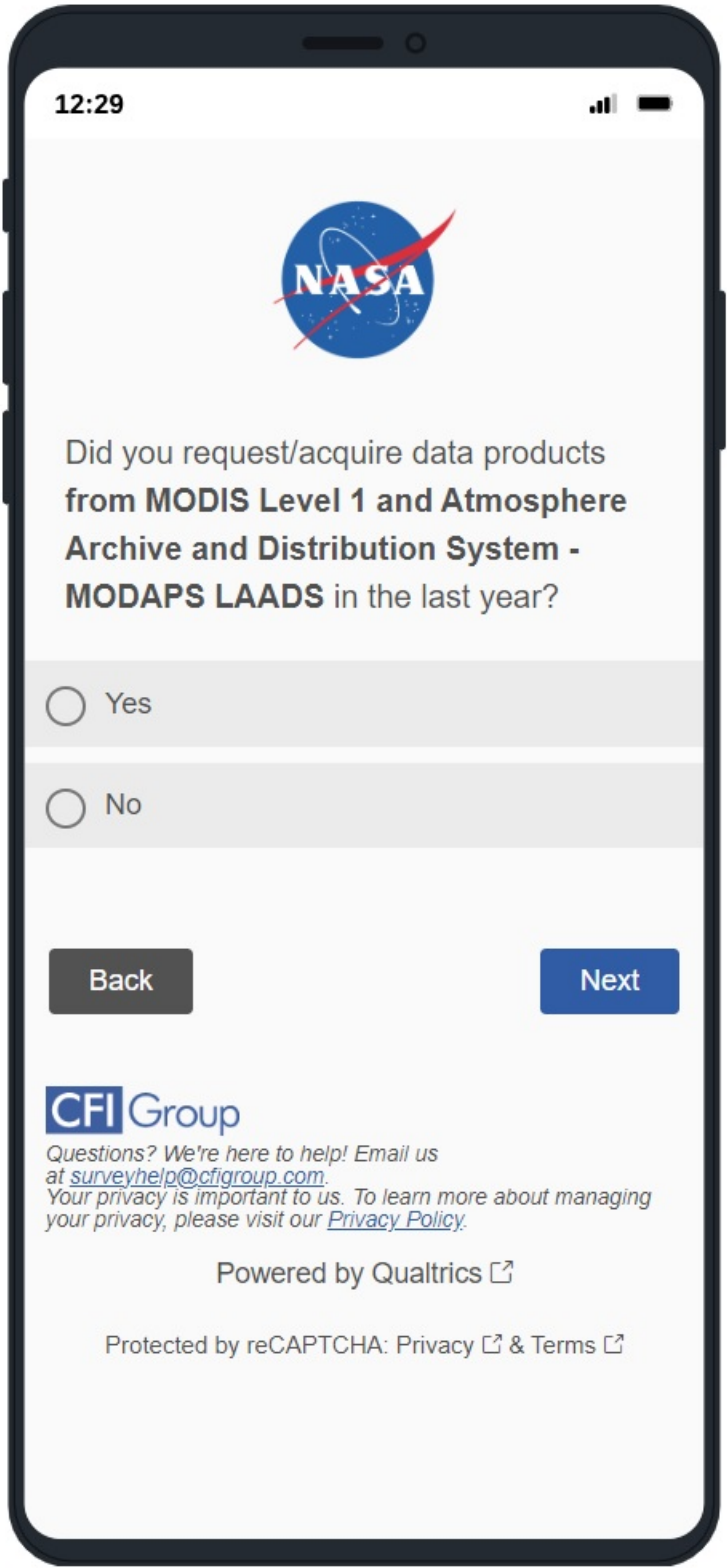 12:29
NASA
Did you request/acquire data products
from MODIS Level 1 and Atmosphere
Archive and Distribution System -
MODAPS LAADS in the last year?
Yes
No
Back
Next
CFI Group
Questions? We're here to help! Email us
at surveyhelp@cfigroup.com.
Your privacy is important to us. To learn more about managing
your privacy, please visit our Privacy Policy.
Powered by Qualtrics
Protected by reCAPTCHA: Privacy & Terms